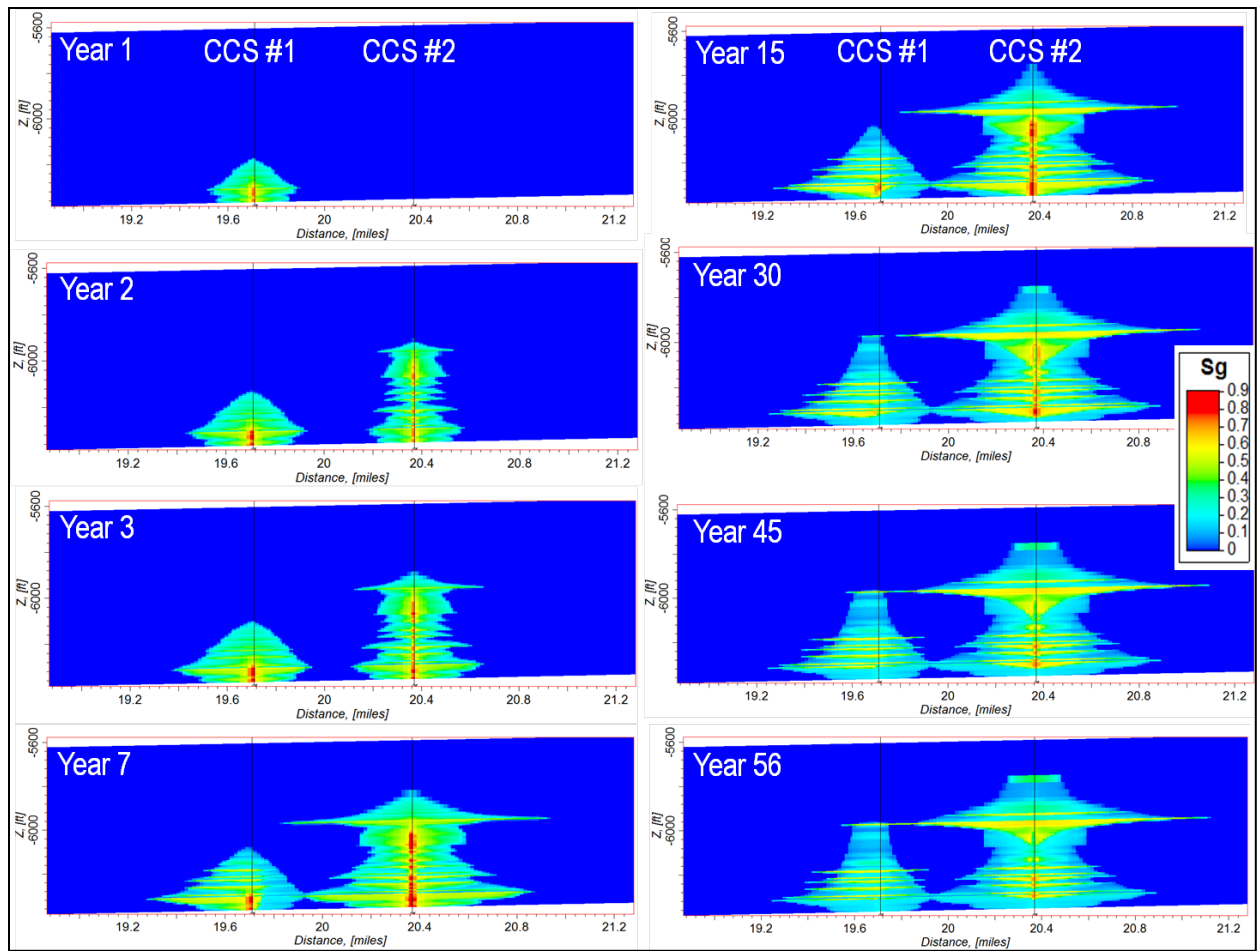 Year 1 CCS #1 CCS #2
-5600
-6000
Z, [ft]
19.2 19.6 20 20.4 20.8 21.2
Distance, [miles]
Year 2
-5600
-6000
Z, [ft]
19.2 19.6 20 20.4 20.8 21.2
Distance, [miles]
Year 3
-5600
-6000
Z, [ft]
19.2 19.6 20 20.4 20.8 21.2
Distance, [miles]
Year 7
-5600
-6000
Z, [ft]
19.2 19.6 20 20.4 20.8 21.2
Distance, [miles]
Year 15 CCS #1 CCS #2
-5600
-6000
Z, [ft]
19.2 19.6 20 20.4 20.8 21.2
Distance, [miles]
Year 30
-5600
-6000
Z, [ft]
19.2 19.6 20 20.4 20.8
Distance, [miles]
Sg
0.9
0.8
0.7
0.6
0.5
0.4
0.3
0.2
0.1
0
Year 45
-5600
-6000
Z, [ft]
19.2 19.6 20 20.4 20.8 21.2
Distance, [miles]
Year 56
-5600
-6000
Z, [ft]
19.2 19.6 20 20.4 20.8 21.2
Distance, [miles]